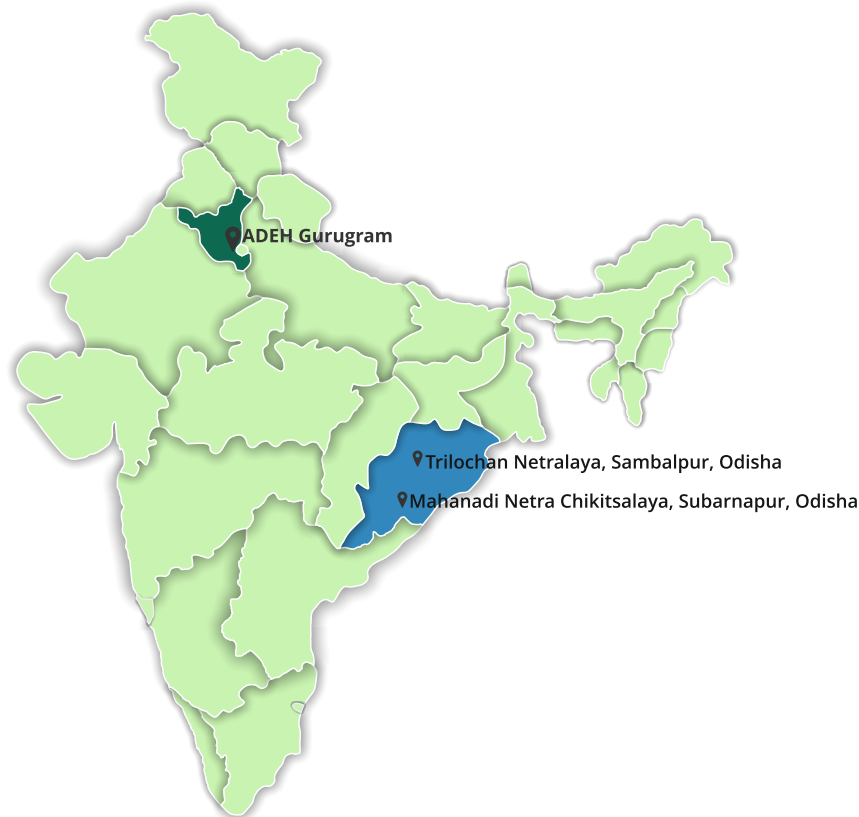 ADEH Gurugram
Trilochan Netralaya, Sambalpur, Odisha
Mahanadi Netra Chikitsalaya, Subarnapur, Odisha